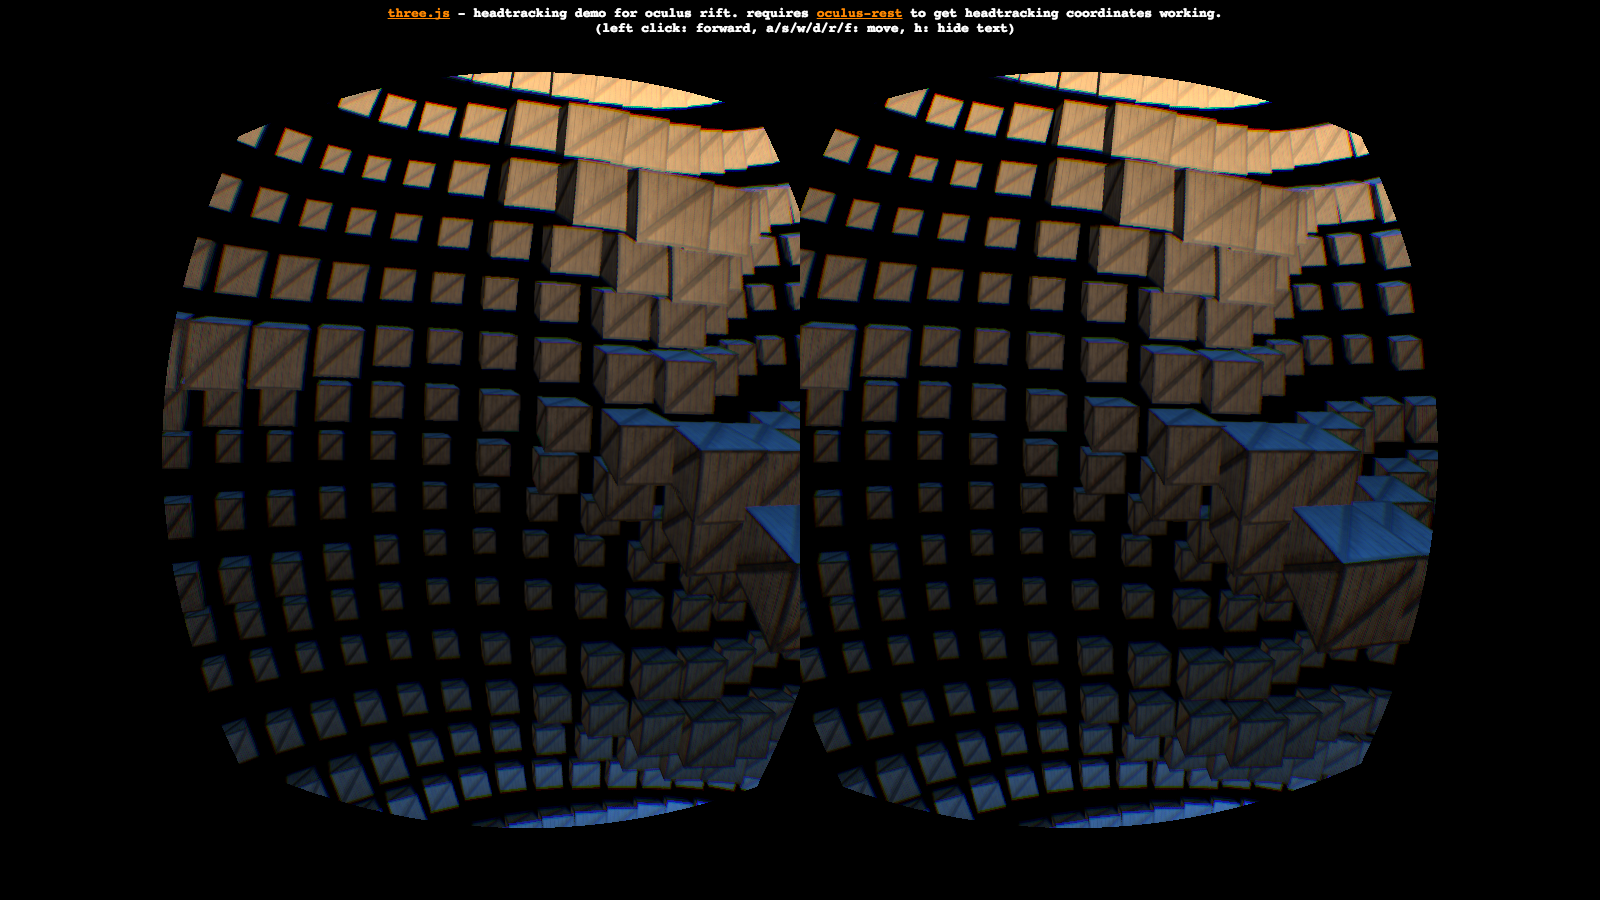 three.js - headtracking demo for oculus rift. requires oculus-rest to get headtracking coordinates working.
(left click: forward, a/s/w/d/r/f: move, h: hide text)